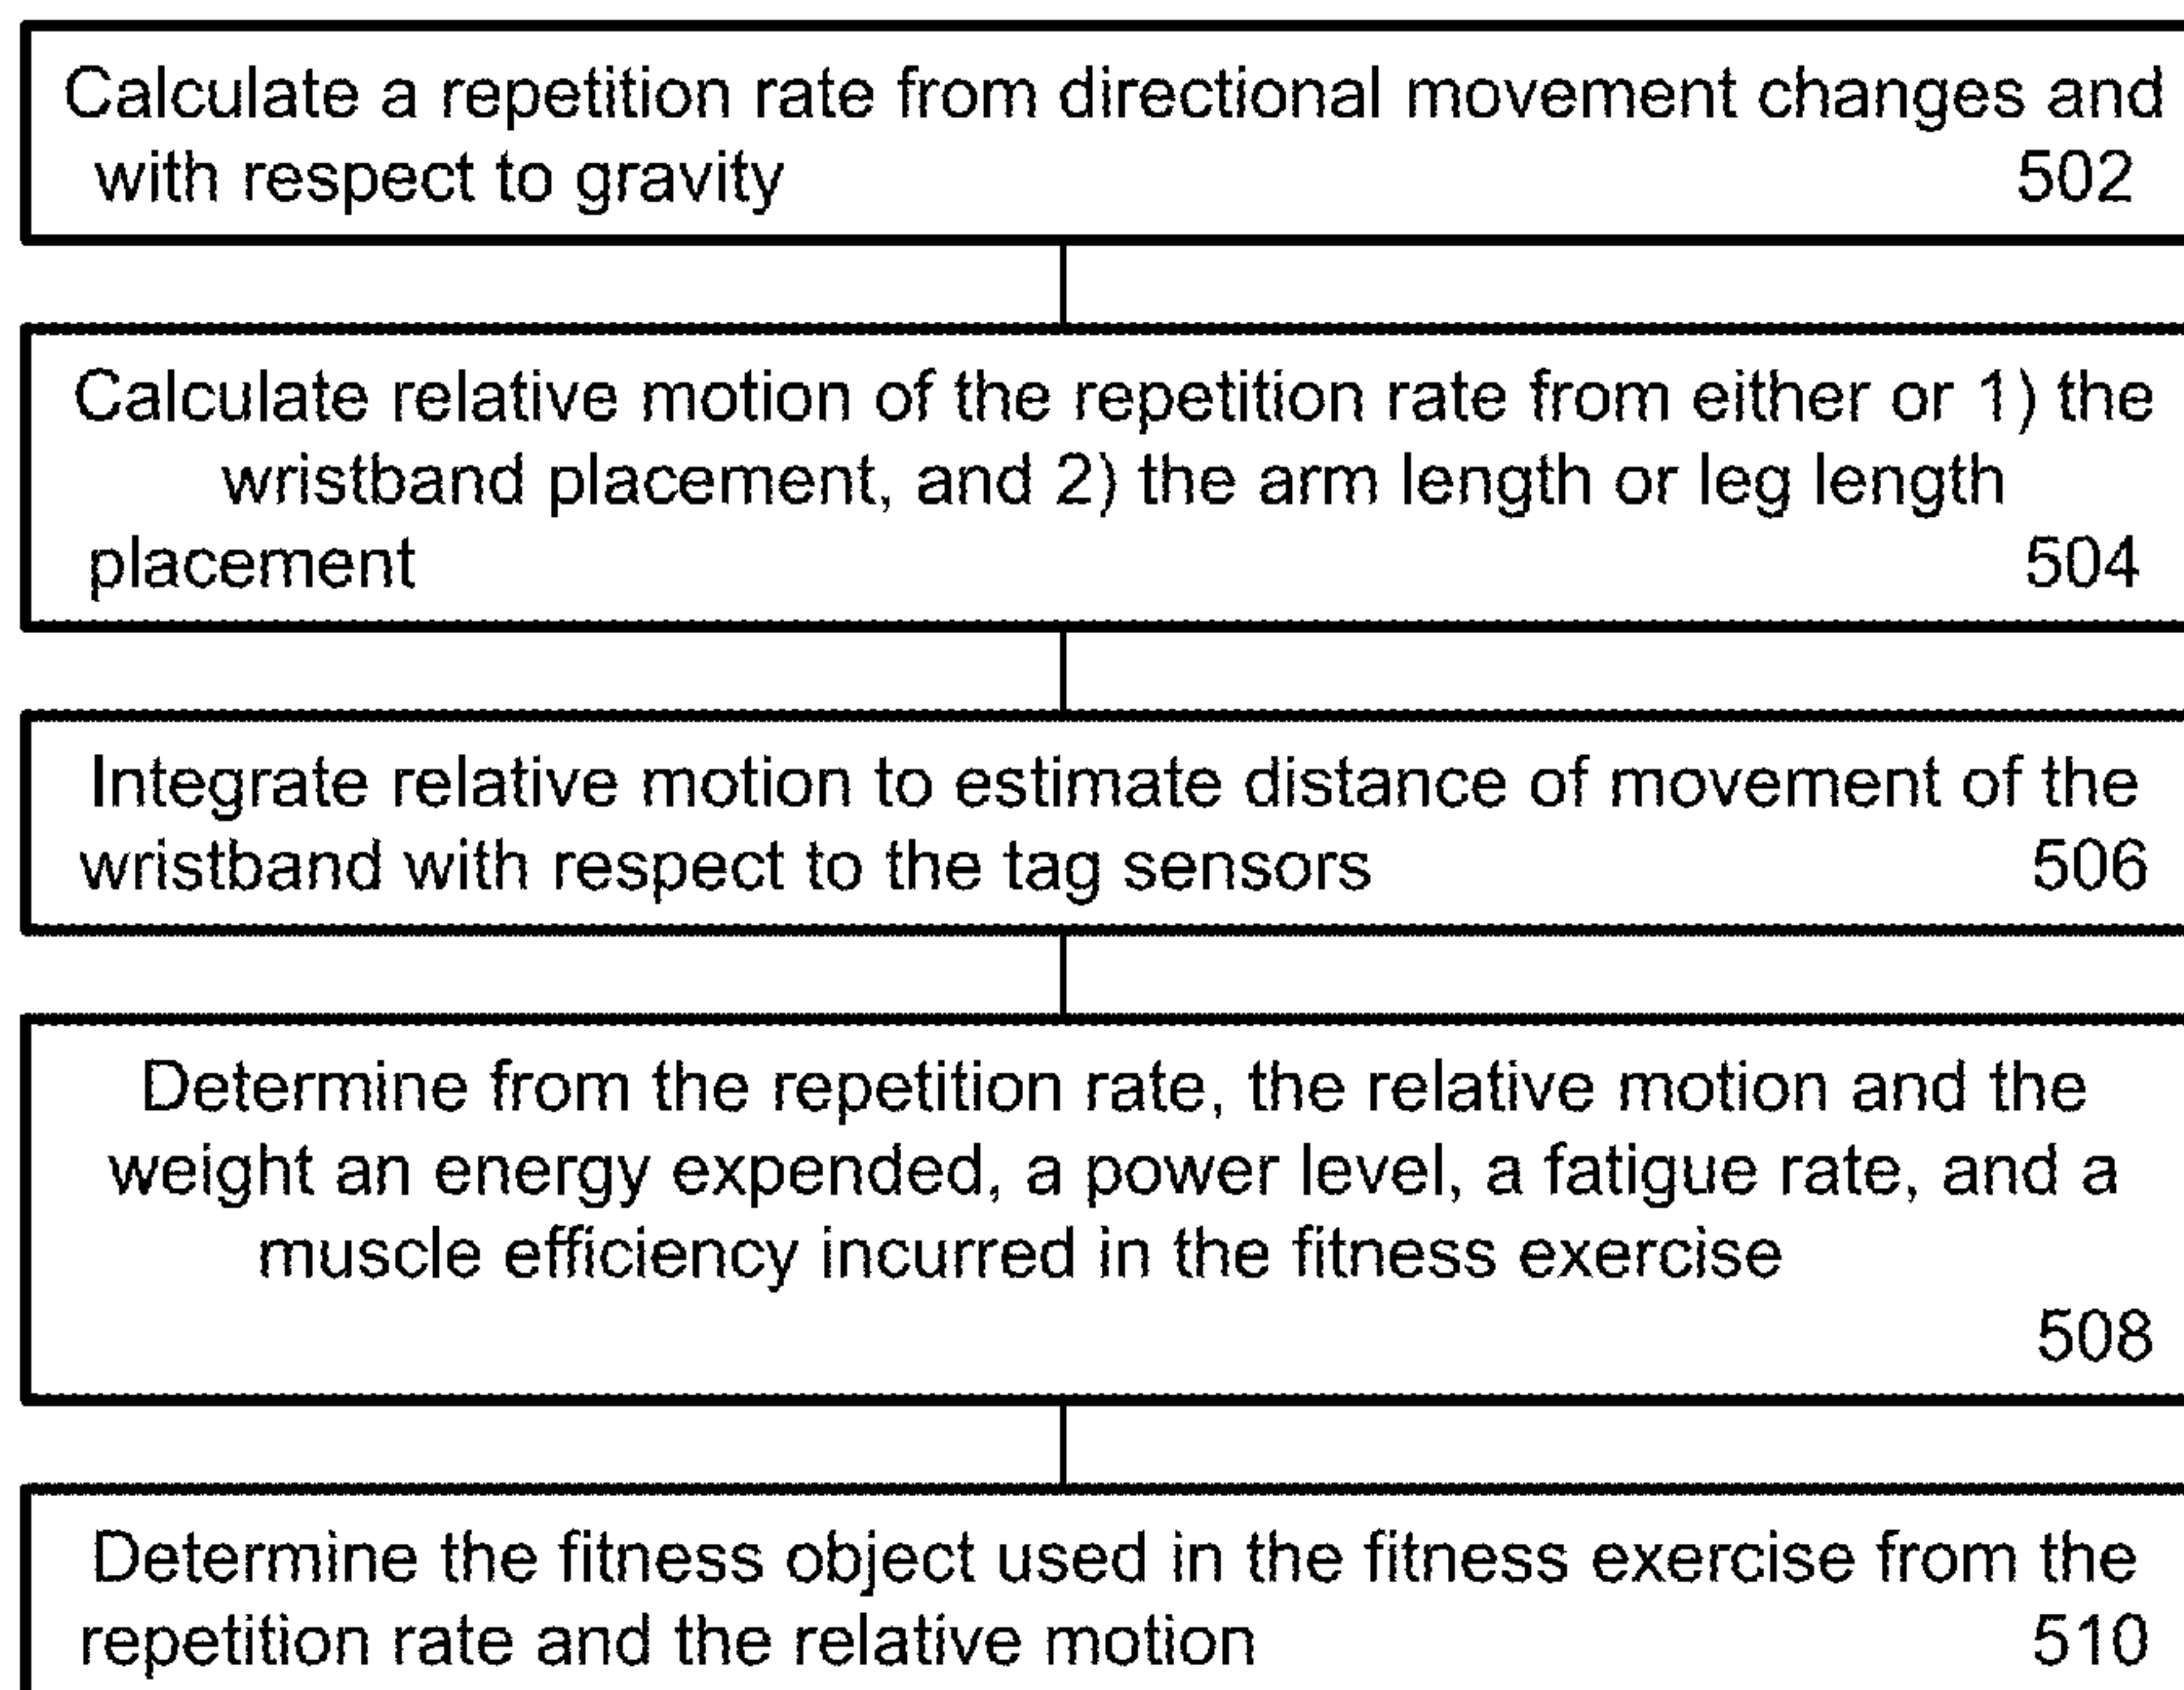 Calculate a repetition rate from directional movement changes and
with respect to gravity 502
Calculate relative motion of the repetition rate from either or 1) the
wristband placement, and 2) the arm length or leg length
placement 504
Integrate relative motion to estimate distance of movement of the
wristband with respect to the tag sensors 506
Determine from the repetition rate, the relative motion and the
weight an energy expended, a power level, a fatigue rate, and a
muscle efficiency incurred in the fitness exercise
508
Determine the fitness object used in the fitness exercise from the
repetition rate and the relative motion 510